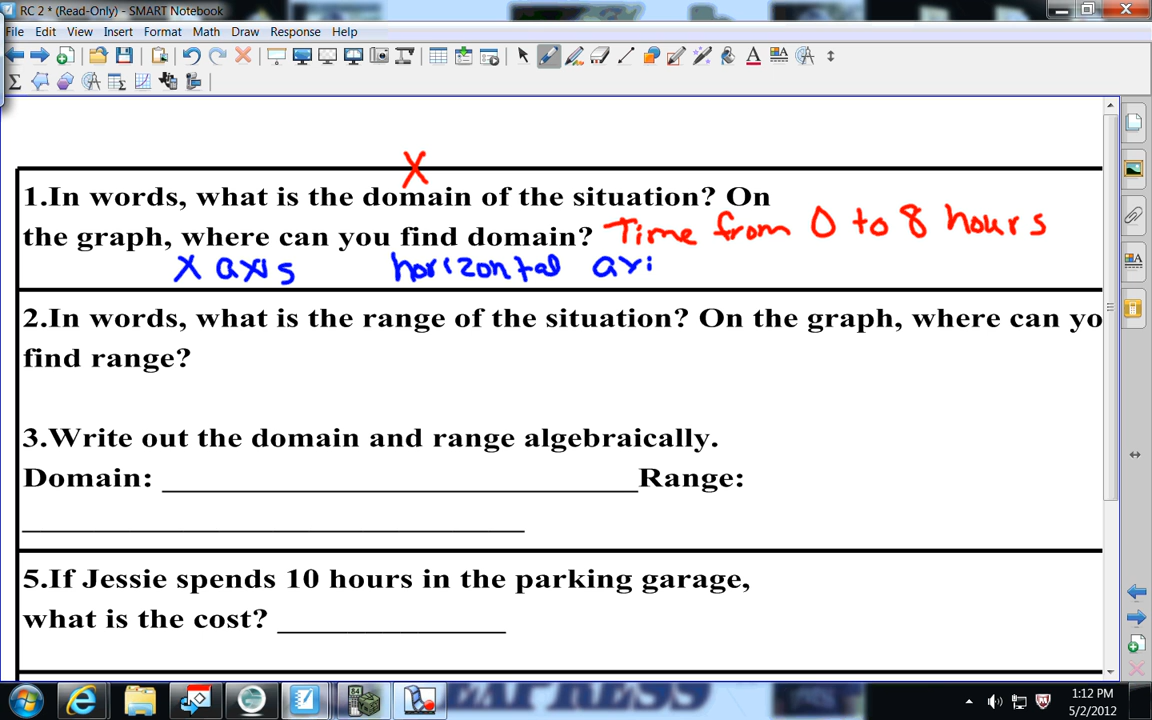 RC 2 * (Read-Only) - SMART Notebook
File Edit View Insert Format Math Draw Response Help
X
1.In words, what is the domain of the situation? On
the graph, where can you find domain? Time from 0 to 8 hours
X axis horizontal axi
2.In words, what is the range of the situation? On the graph, where can yo
find range?
3.Write out the domain and range algebraically.
Domain: ________________________________Range:
__________________________________
5.If Jessie spends 10 hours in the parking garage,
what is the cost? ________________
EXPRESS
1:12 PM
5/2/2012